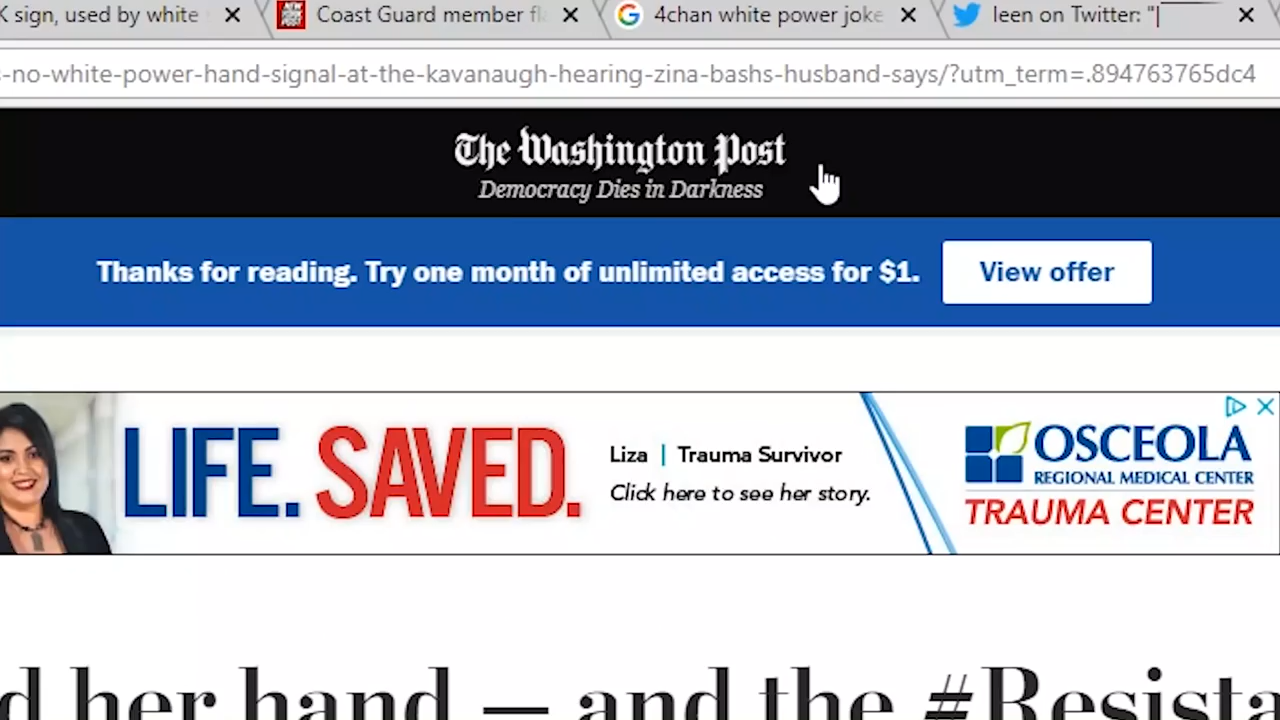 K sign, used by white
Coast Guard member
4chan white power joke
leen on Twitter: "|
-no-white-power-hand-signal-at-the-kavanaugh-hearing-zina-bashs-husband-says/?utm_term=.894763765dc4
The Washington Post
Democracy Dies in Darkness
Thanks for reading. Try one month of unlimited access for $1.
View offer
LIFE. SAVED.
Liza | Trauma Survivor
Click here to see her story.
OSCEOLA
REGIONAL MEDICAL CENTER
TRAUMA CENTER
d her hand — and the #Resista